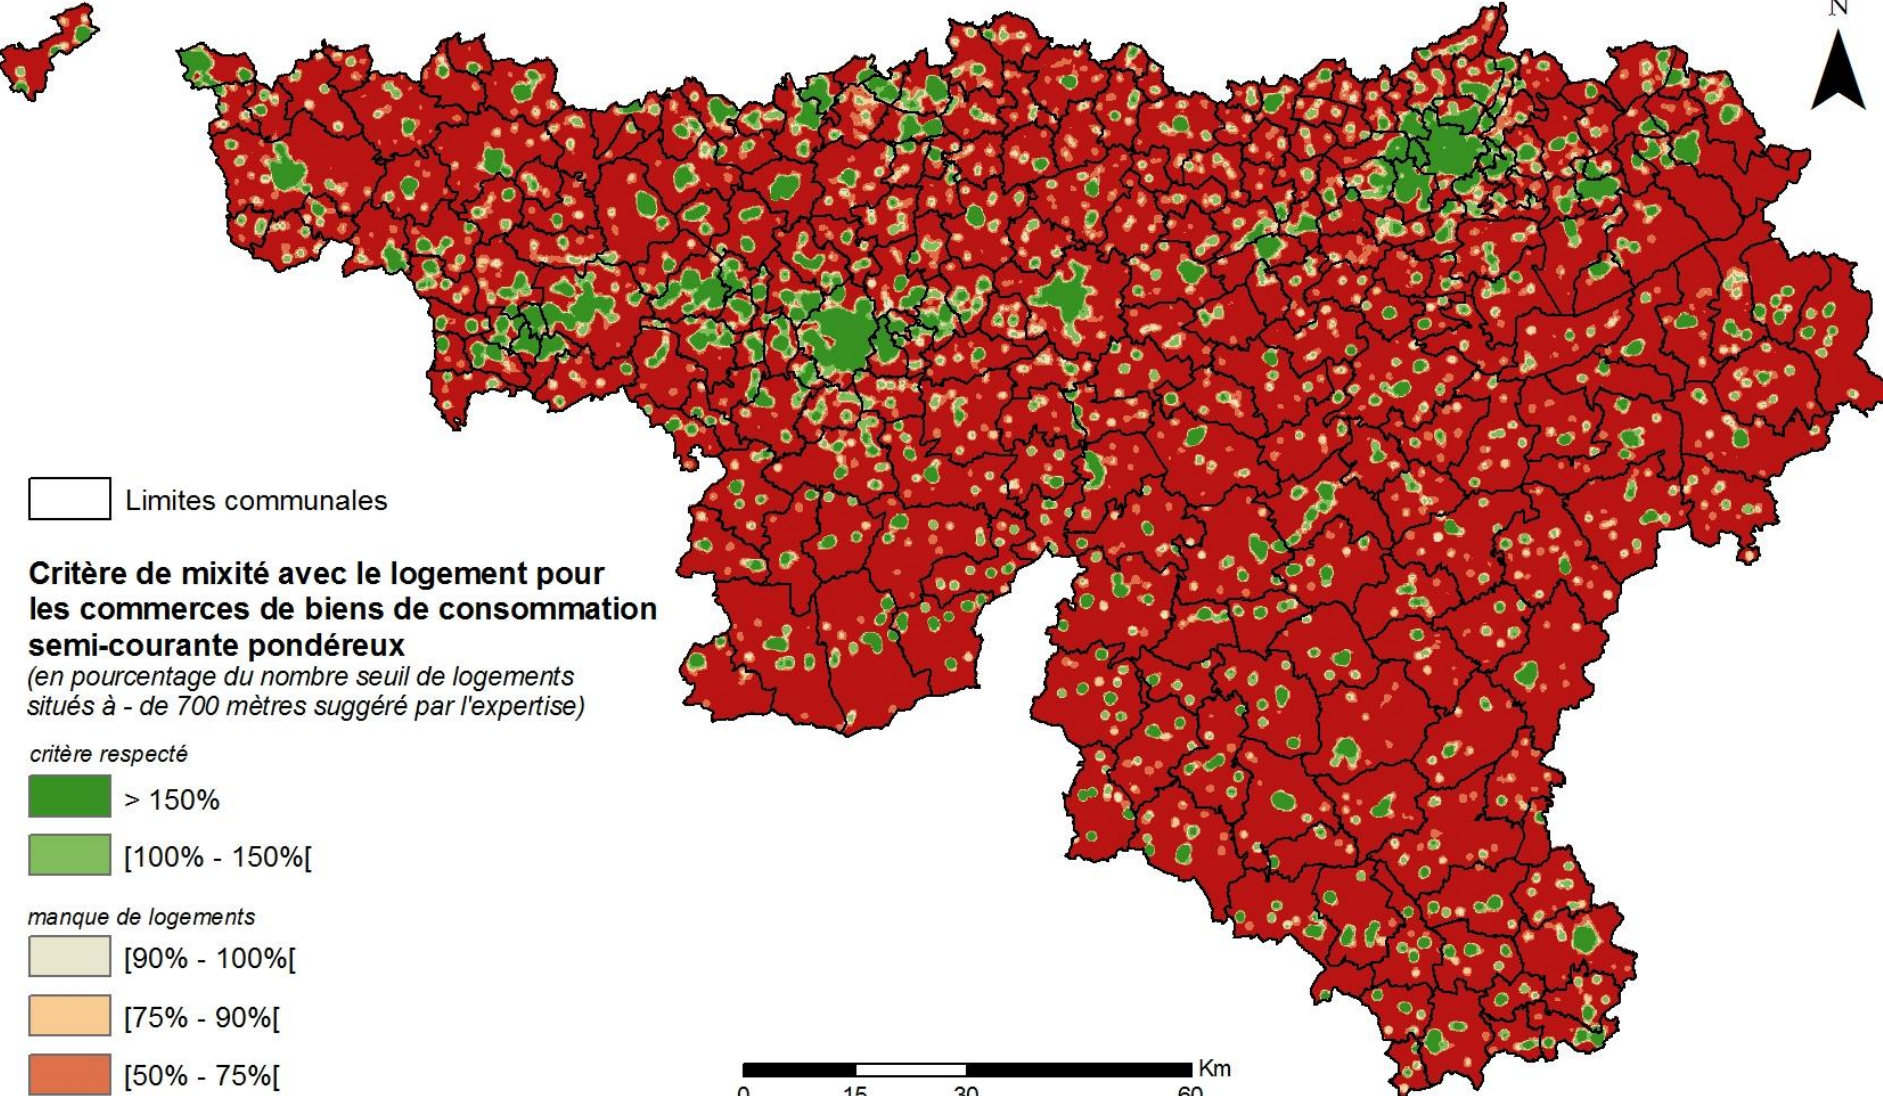 N
Limites communales
Critère de mixité avec le logement pour
les commerces de biens de consommation
semi-courante pondéreux
(en pourcentage du nombre seuil de logements
situés à - de 700 mètres suggéré par l'expertise)
critère respecté
> 150%
[100% - 150%[
manque de logements
[90% - 100%[
[75% - 90%[
[50% - 75%[
Km
0 15 30 60